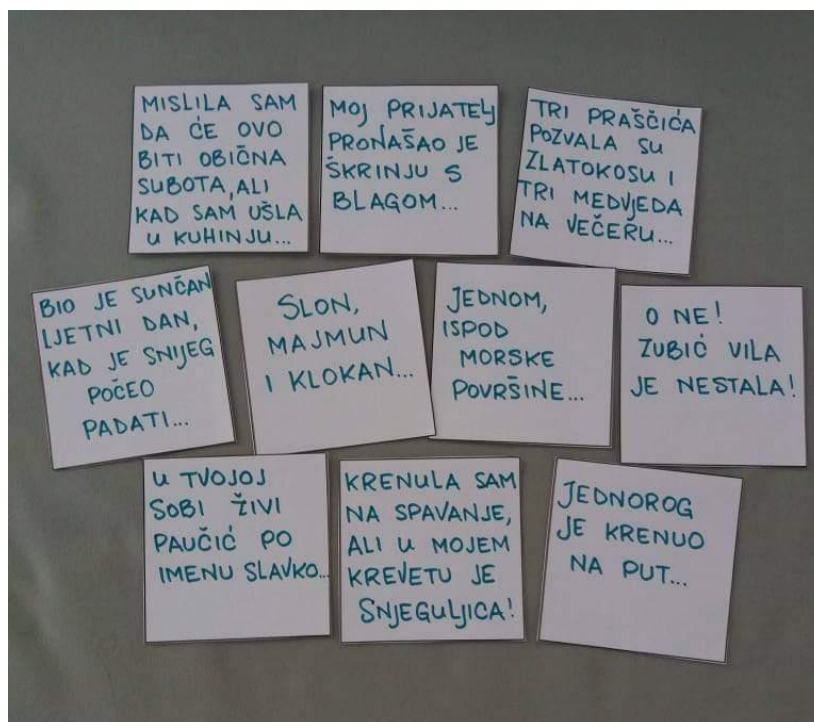 MISLILA SAM
DA ĆE OVO
BITI OBIČNA
SUBOTA, ALI
KAD SAM UŠLA
U KUHINJU...
MOJ PRIJATELJ
PRONAŠAO JE
ŠKRINJU S
BLAGOM...
TRI PRAŠČIĆA
POZVALA SU
ZLATOKOSU I
TRI MEDVJEDA
NA VEČERU...
BIO JE SUNČAN
LJETNI DAN,
KAD JE SNIJEG
POČEO
PADATI...
SLON,
MAJMUN
I KLOKAN...
JEDNOM,
ISPOD
MORSKE
POVRŠINE...
O NE!
ZUBIĆ VILA
JE NESTALA!
U TVOJOJ
SOBI ŽIVI
PAUČIĆ PO
IMENU SLAVKO...
KRENULA SAM
NA SPAVANJE,
ALI U MOJEM
KREVETU JE
SNJEGULJICA!
JEDNOROG
JE KRENUO
NA PUT...